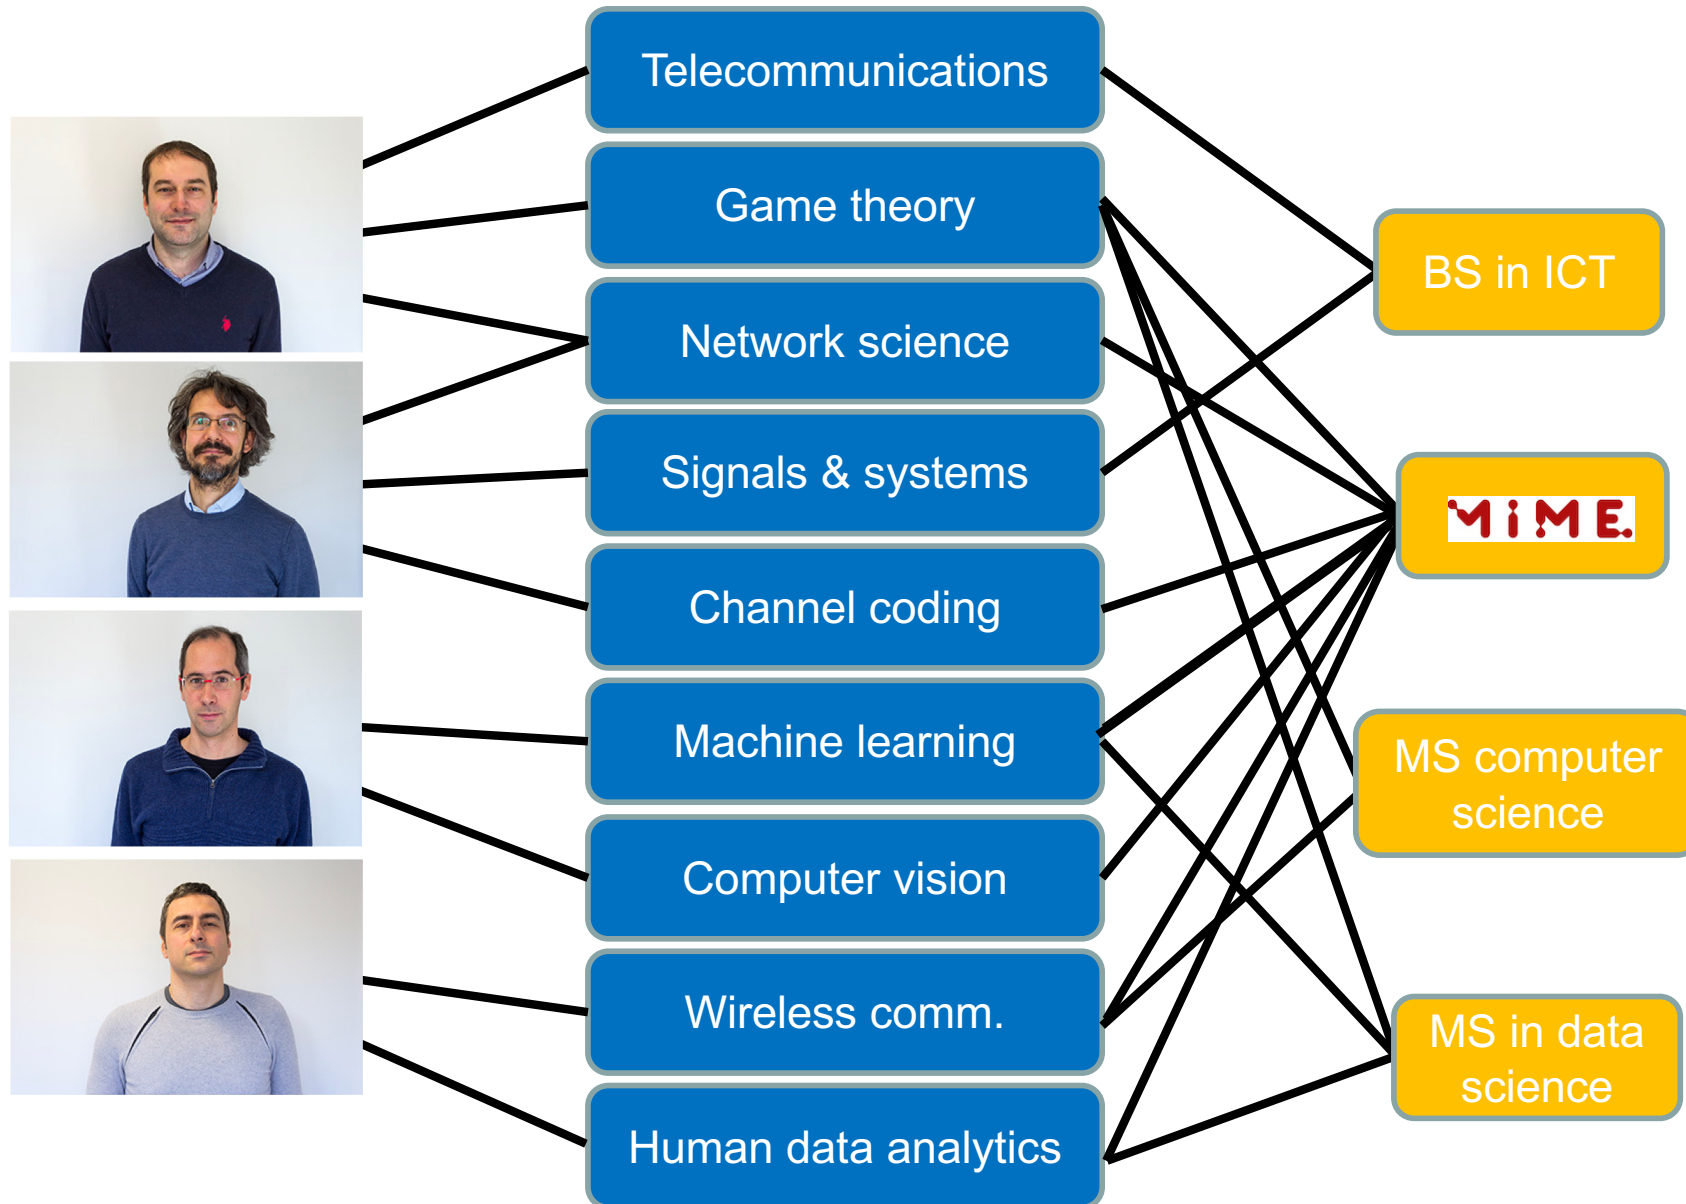 Telecommunications
Game theory
Network science
Signals & systems
Channel coding
Machine learning
Computer vision
Wireless comm.
Human data analytics
BS in ICT
MiME.
MS computer
science
MS in data
science